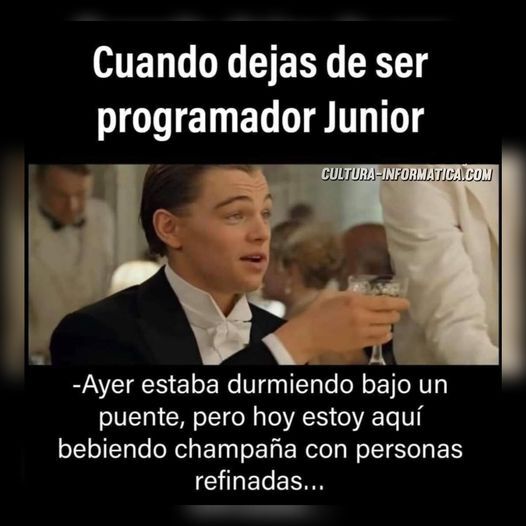 Cuando dejas de ser
programador Junior
CULTURA-INFORMATICA.COM
-Ayer estaba durmiendo bajo un
puente, pero hoy estoy aquí
bebiendo champaña con personas
refinadas...